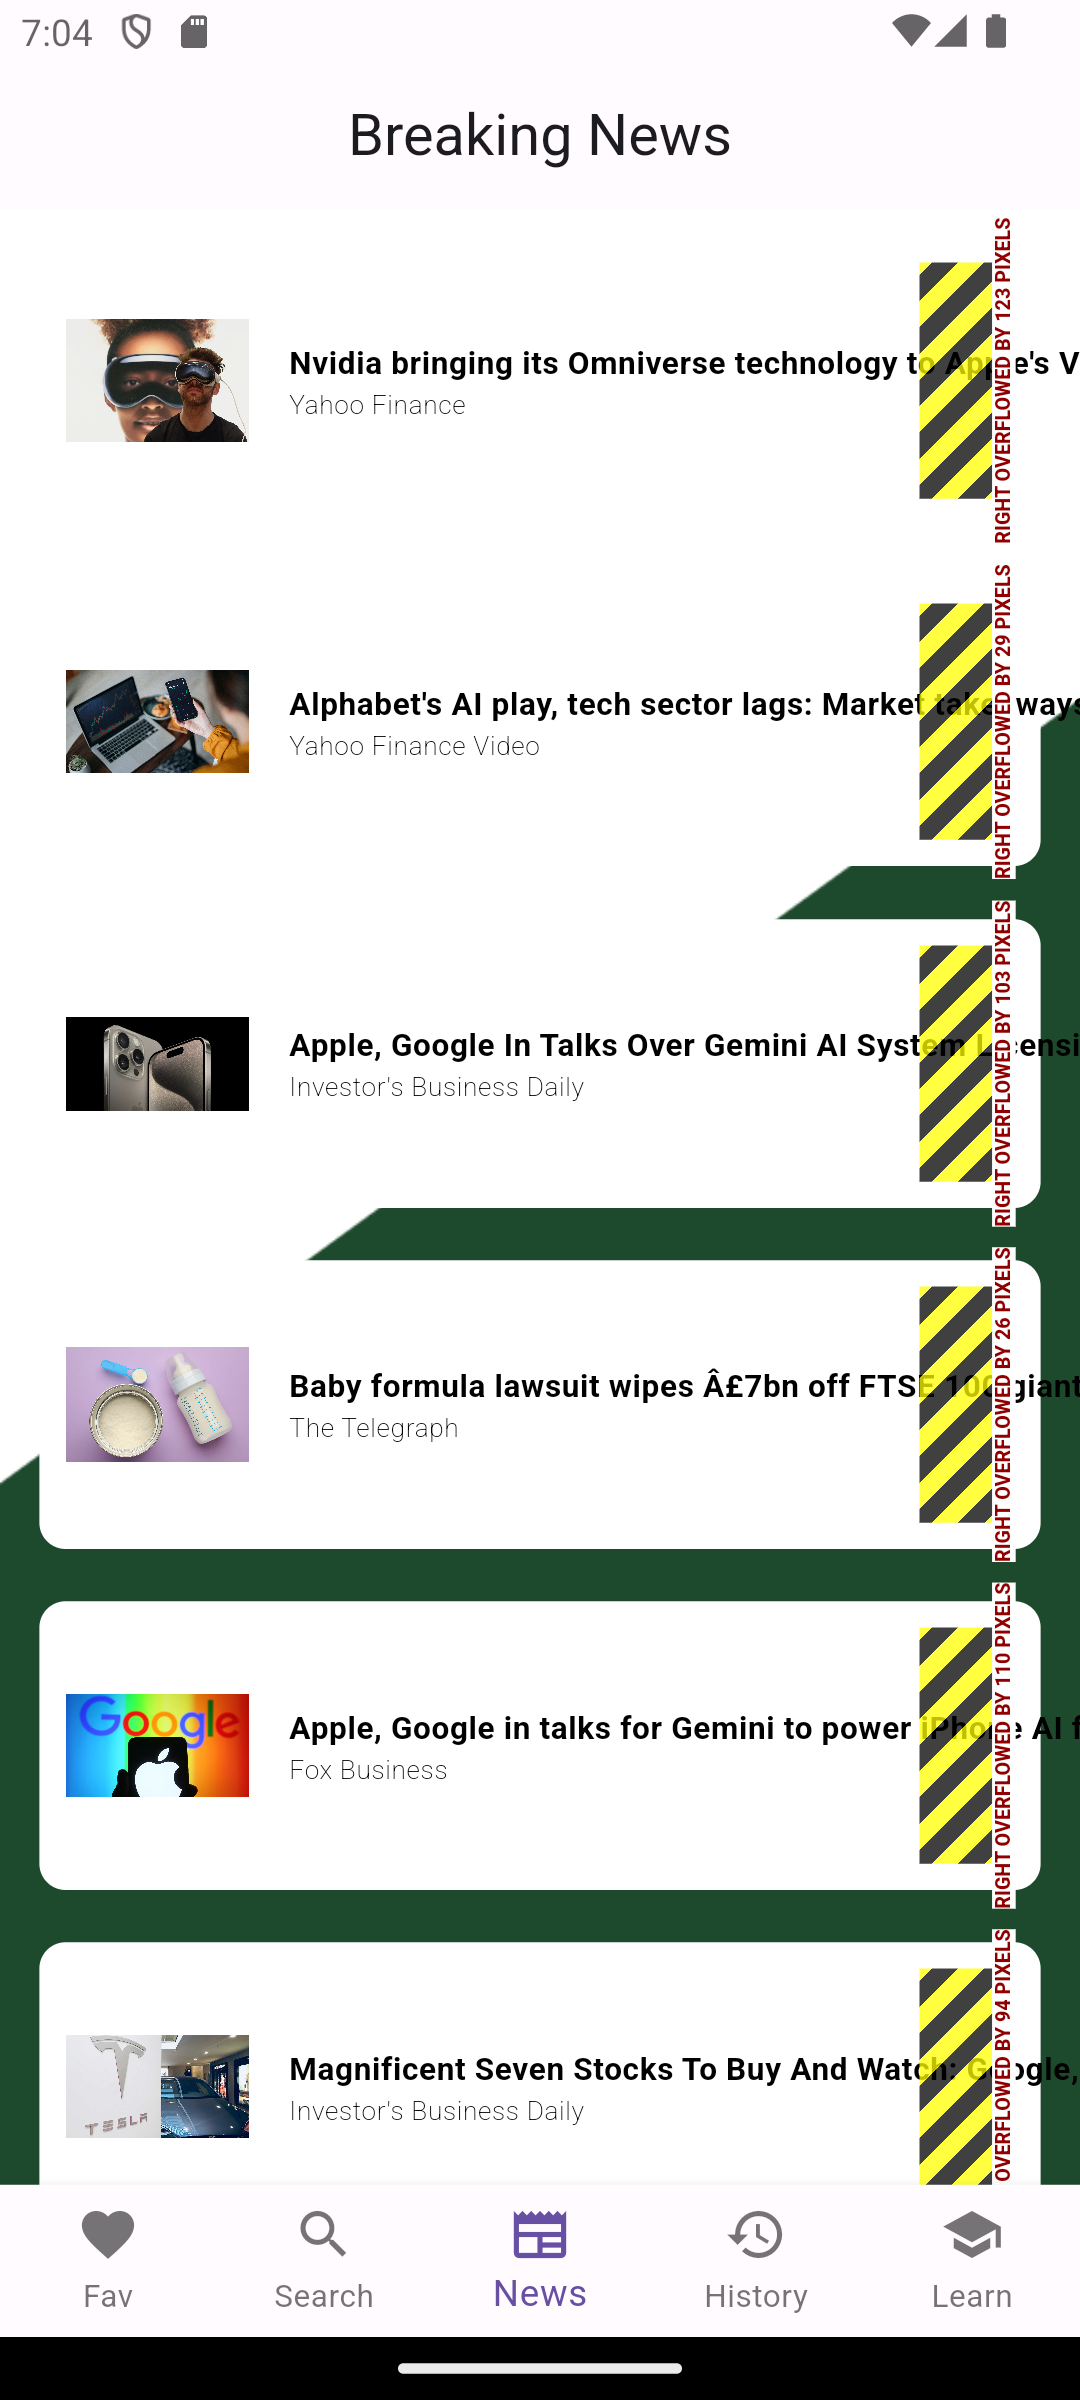 7:04
Breaking News
RIGHT OVERFLOWED BY 123 PIXELS
Nvidia bringing its Omniverse technology to Apple's V
Yahoo Finance
RIGHT OVERFLOWED BY 29 PIXELS
Alphabet's AI play, tech sector lags: Market takeaways
Yahoo Finance Video
RIGHT OVERFLOWED BY 103 PIXELS
Apple, Google In Talks Over Gemini AI System Licensi
Investor's Business Daily
RIGHT OVERFLOWED BY 26 PIXELS
Baby formula lawsuit wipes Â£7bn off FTSE 100 giant
The Telegraph
RIGHT OVERFLOWED BY 110 PIXELS
Google
Apple, Google in talks for Gemini to power iPhone AI f
Fox Business
OVERFLOWED BY 94 PIXELS
TESLA
Magnificent Seven Stocks To Buy And Watch: Google,
Investor's Business Daily
Fav
Search
News
History
Learn